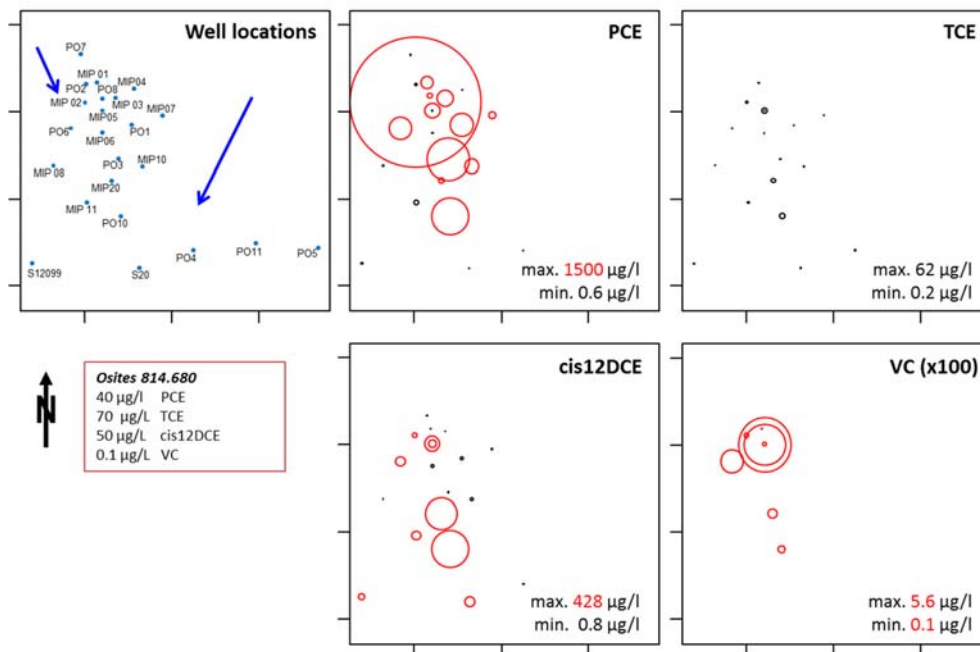 Well locations
PO7
MIP 01
PO2
PO8
MIP04
MIP 02
MIP 03
MIP07
MIP05
PO6
PO1
MIP06
PO3
MIP10
MIP 08
MIP20
MIP 11
PO10
PO4
PO11
PO5
S12099
S20
PCE
max. 1500 µg/l
min. 0.6 µg/l
TCE
max. 62 µg/l
min. 0.2 µg/l
N
Osites 814.680
40 µg/l PCE
70 µg/L TCE
50 µg/L cis12DCE
0.1 µg/L VC
cis12DCE
max. 428 µg/l
min. 0.8 µg/l
VC (x100)
max. 5.6 µg/l
min. 0.1 µg/l